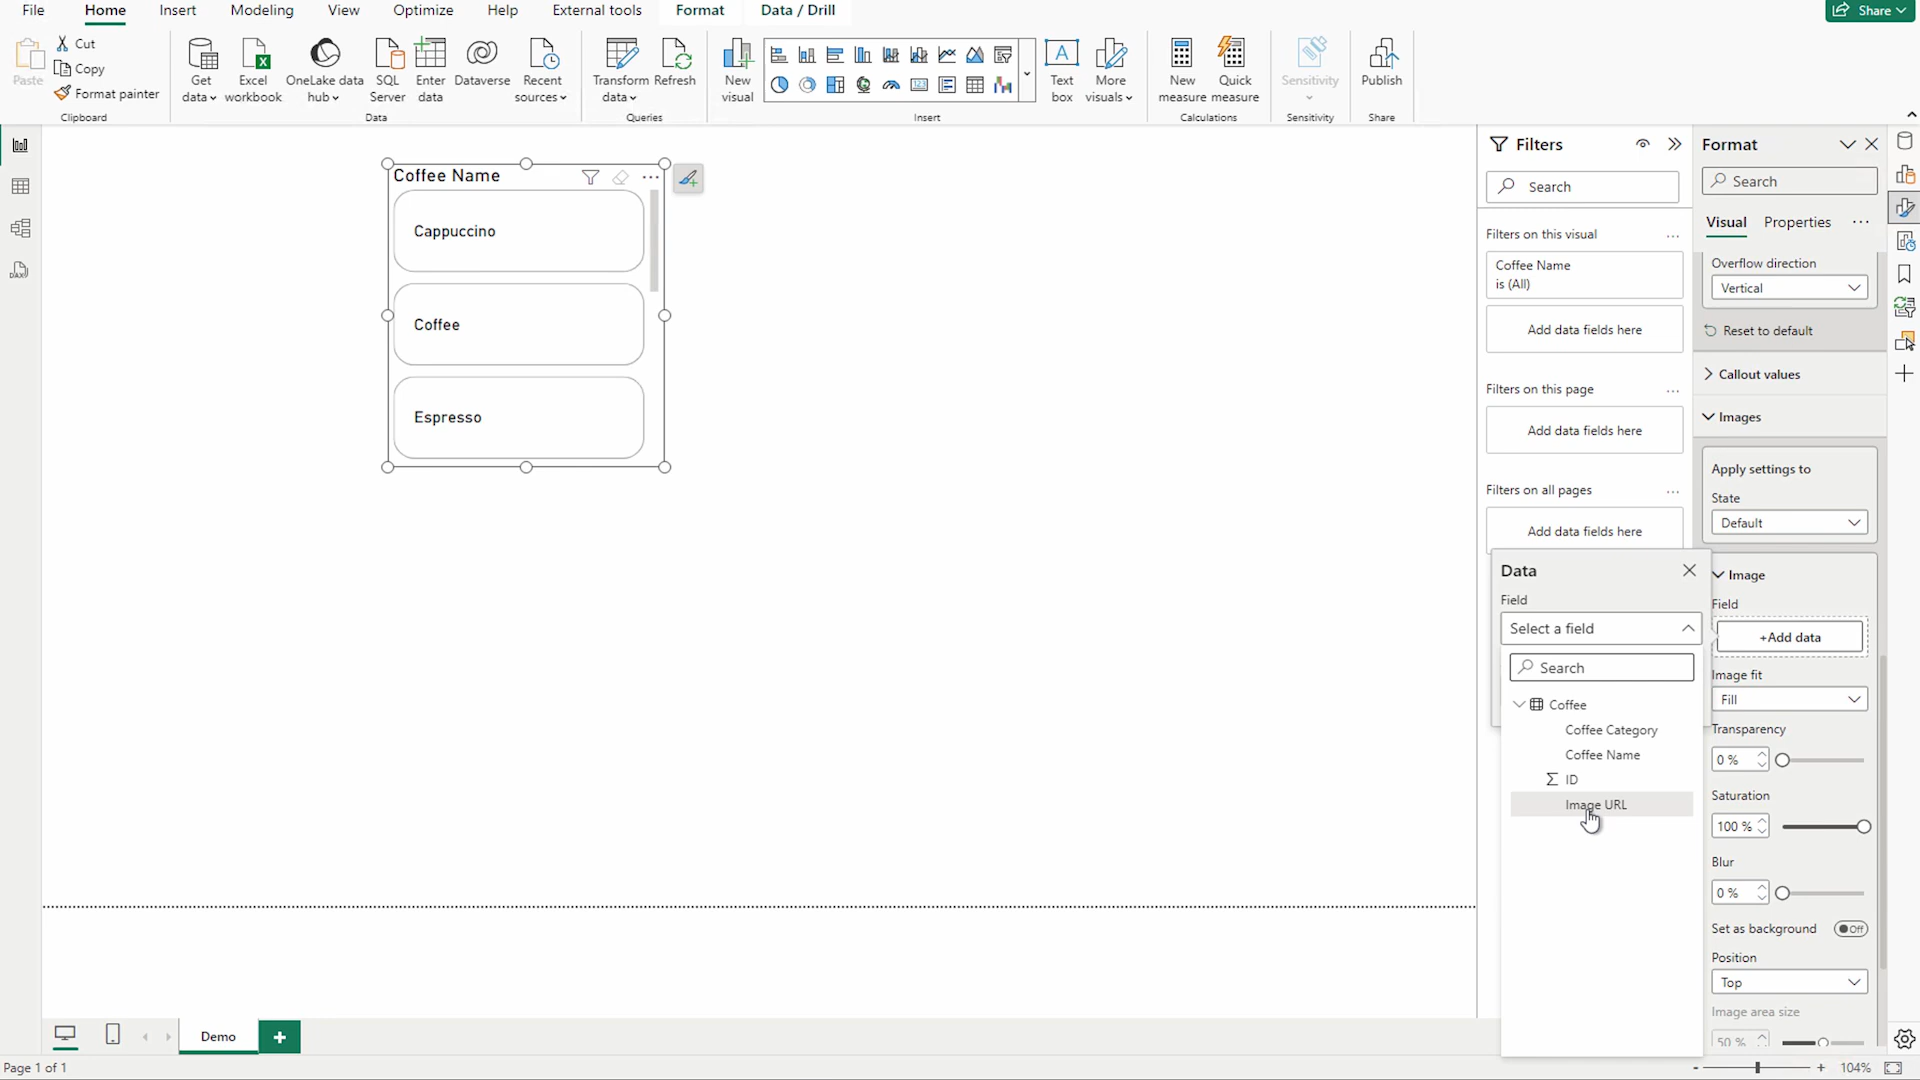 File
Home
Insert
Modeling
View
Optimize
Help
External tools
Format
Data / Drill
Share
Paste
Cut
Copy
Format painter
Clipboard
Get
data
Excel
workbook
OneLake data
hub
SQL
Server
Enter
data
Dataverse
Recent
sources
Data
Transform
data
Refresh
Queries
New
visual
Text
box
More
visuals
Insert
New
measure
Quick
measure
Calculations
Sensitivity
Sensitivity
Publish
Share
Coffee Name
Cappuccino
Coffee
Espresso
Filters
Search
Filters on this visual
Coffee Name
is (All)
Add data fields here
Filters on this page
Add data fields here
Filters on all pages
Add data fields here
Data
Field
Select a field
Search
Coffee
Coffee Category
Coffee Name
ID
Image URL
Format
Search
Visual
Properties
Overflow direction
Vertical
Reset to default
Callout values
Images
Apply settings to
State
Default
Image
Field
+Add data
Image fit
Fill
Transparency
0 %
Saturation
100 %
Blur
0 %
Set as background
Off
Position
Top
Image area size
50 %
DAX
Demo
Page 1 of 1
- + 104%